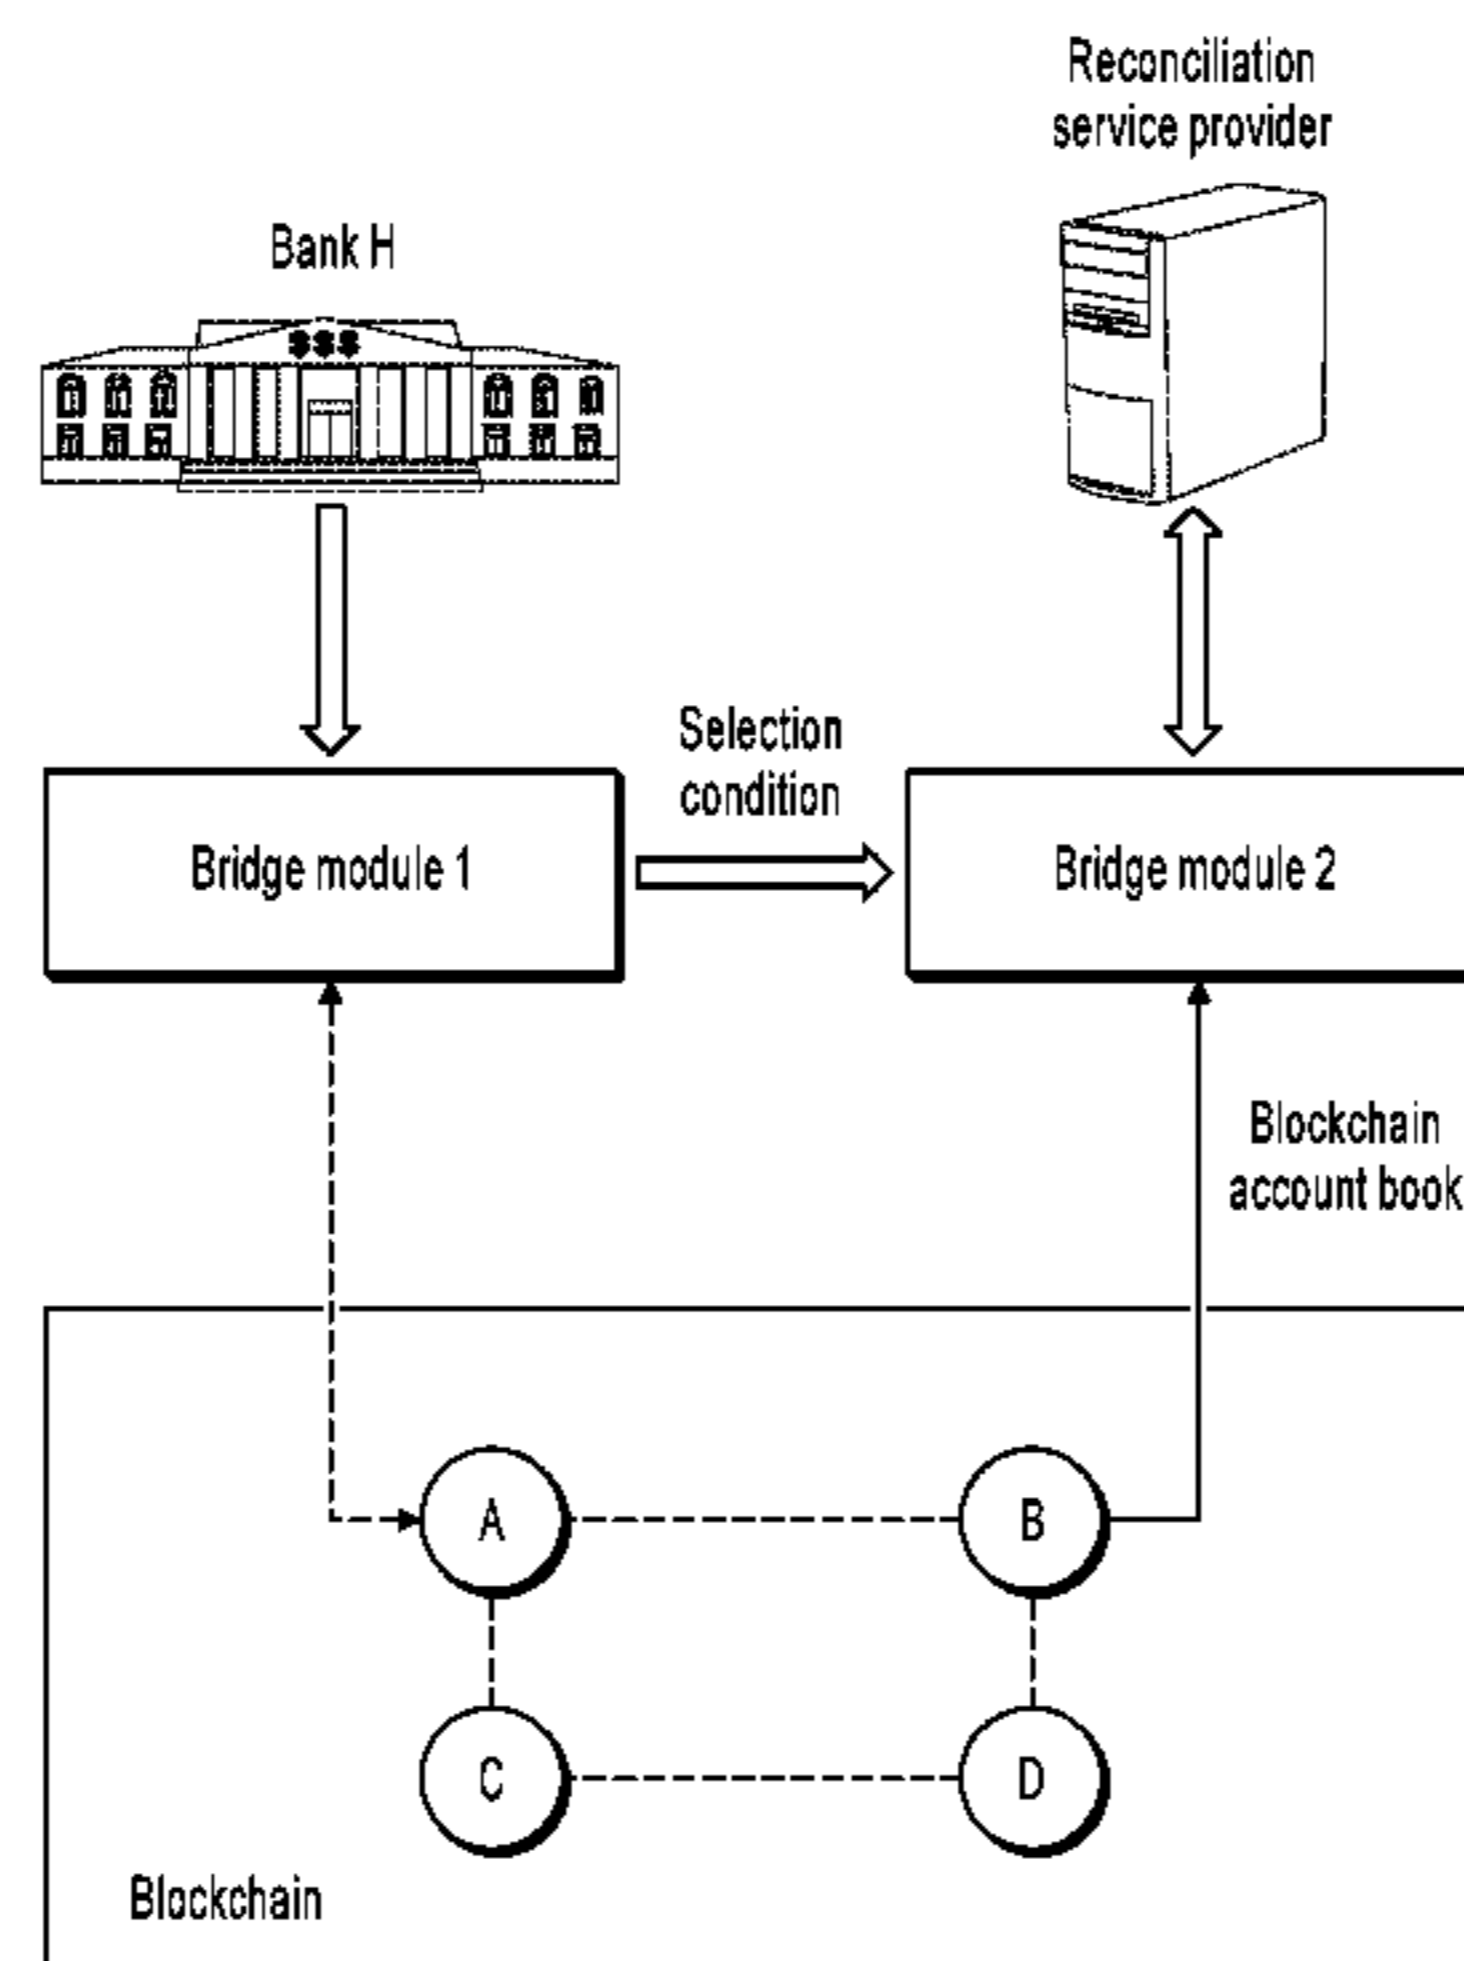 Reconciliation
service provider
Bank H
$$$
Selection
condition
Bridge module 1
Bridge module 2
Blockchain
account book
A
B
C
D
Blockchain